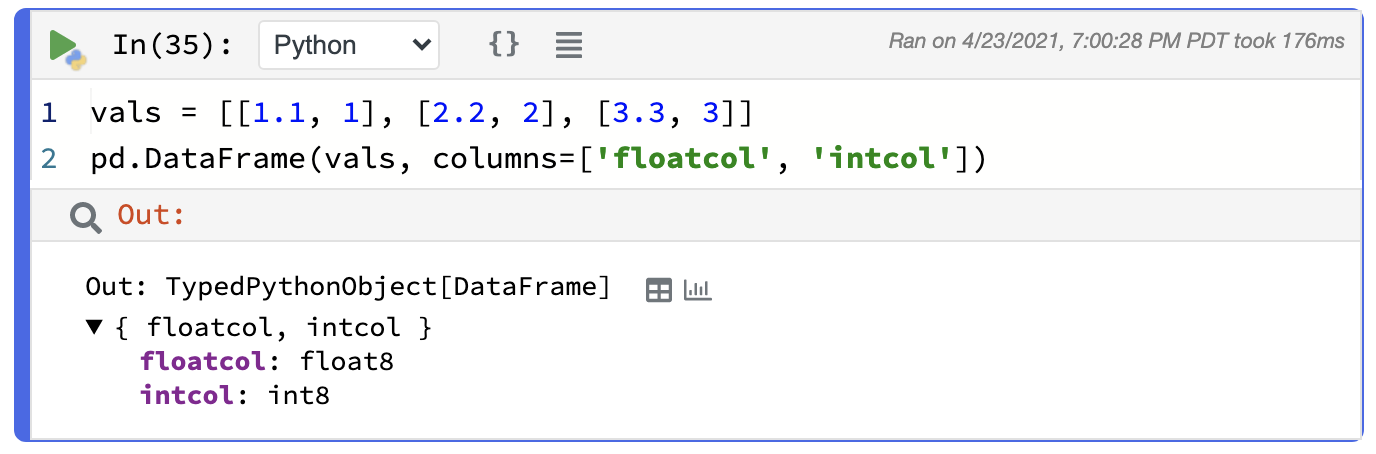 In(35): Python {} Ran on 4/23/2021, 7:00:28 PM PDT took 176ms
1 vals = [[1.1, 1], [2.2, 2], [3.3, 3]]
2 pd.DataFrame(vals, columns=['floatcol', 'intcol'])
Out:
Out: TypedPythonObject[DataFrame]
▼ { floatcol, intcol }
floatcol: float8
intcol: int8